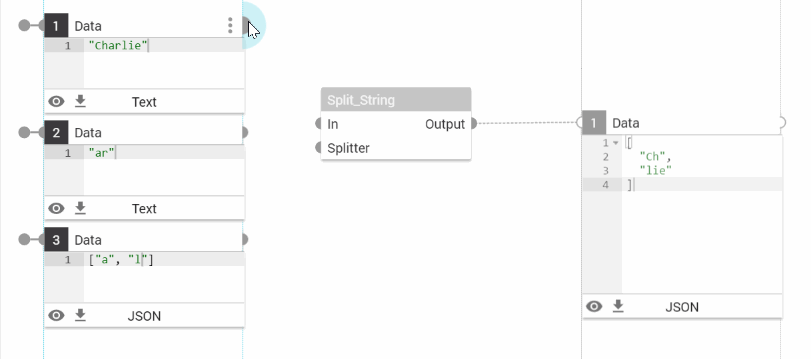 1 Data
1 "Charlie"
Text
2 Data
1 "ar"
Text
3 Data
1 ["a", "l"]
JSON
Split_String
In Output
Splitter
1 Data
1 [
2 "Ch",
3 "lie"
4 ]
JSON